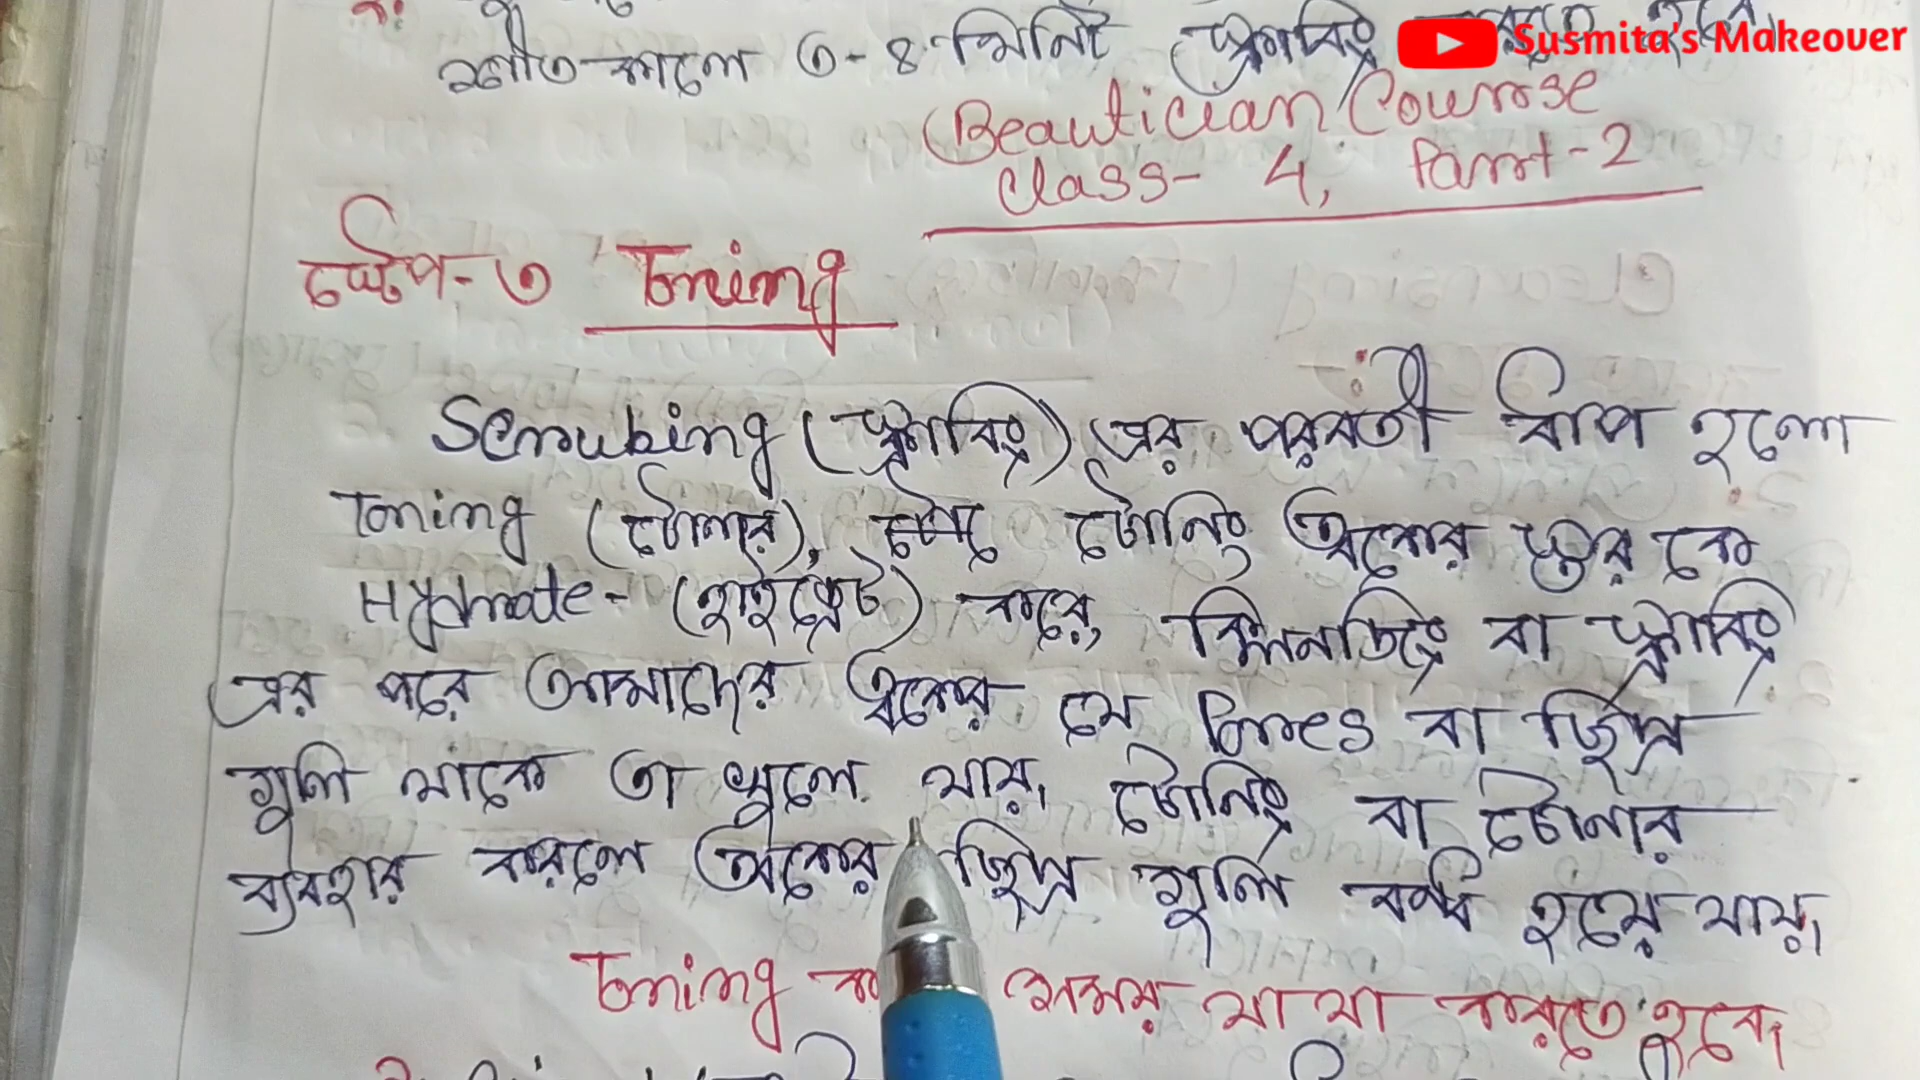 শীতকালে ৩-৪ মিনিট স্ক্রাবিং করতে হবে,
Susmita's Makeover
(Beautician Course
Class- 4, Part-2
ষ্টেপ-৩ Toning
Scrubing (স্ক্রাবিং) এর পরবর্তী ধাপ হলো
Toning (টোনার), টোনিং ত্বকের স্তর কে
Hydrate- (হাইড্রেট) করে, ক্লিনজিং বা স্ক্রাবিং
এর পরে আমাদের ত্বকের যে Pores বা ছিদ্র
গুলি থাকে তা খুলে যায়, টোনিং বা টোনার
ব্যবহার করলে ত্বকের ছিদ্র গুলি বন্ধ হয়ে যায়,
Toning সময় যা যা করতে হবে,